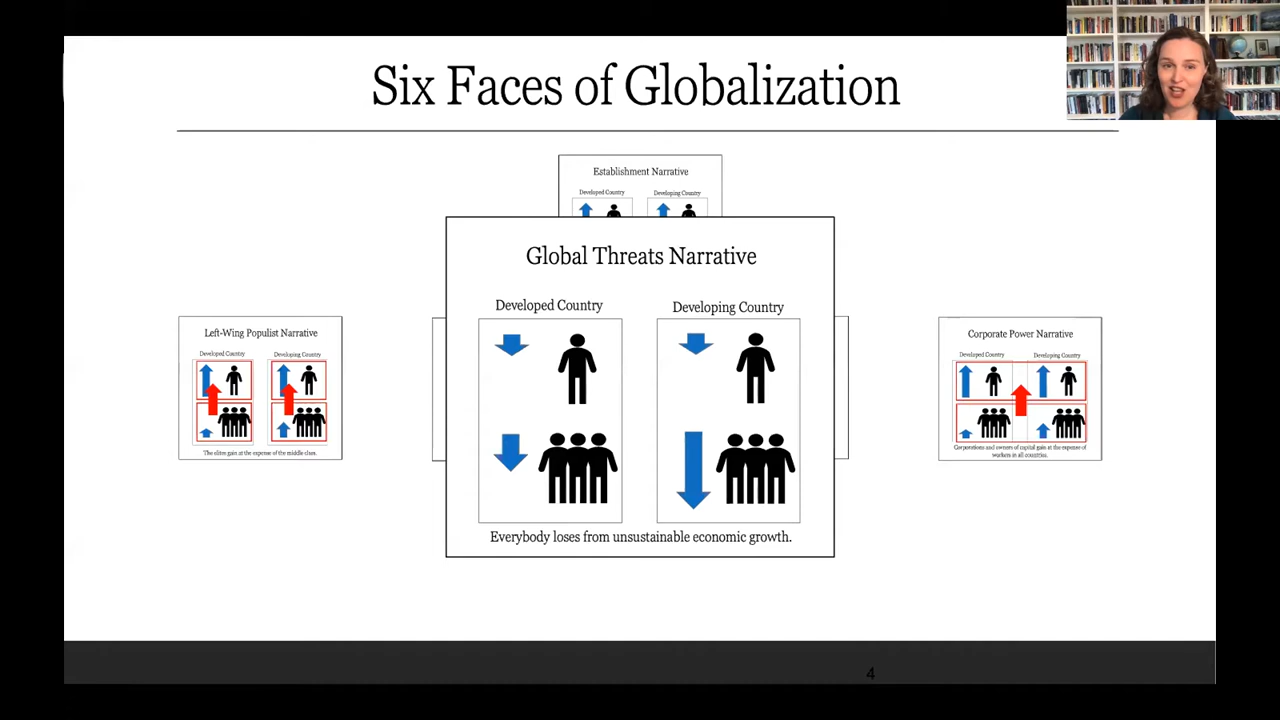 Six Faces of Globalization
Establishment Narrative
Developed Country Developing Country
Global Threats Narrative
Developed Country Developing Country
Everybody loses from unsustainable economic growth.
Left-Wing Populist Narrative
Developed Country Developing Country
The elites gain at the expense of the middle class.
Corporate Power Narrative
Developed Country Developing Country
Corporations and owners of capital gain at the expense of
workers in all countries.
4